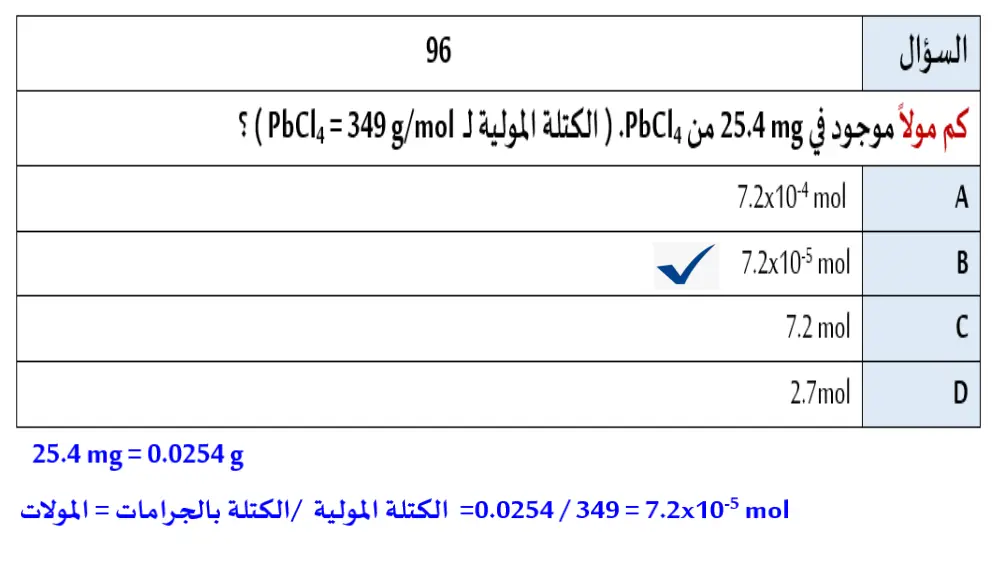 السؤال 96
كم مولاً موجود في 25.4 mg من PbCl₄. ( الكتلة المولية لـ PbCl₄ = 349 g/mol ) ؟
A 7.2x10⁻⁴ mol
B 7.2x10⁻⁵ mol
C 7.2 mol
D 2.7mol
25.4 mg = 0.0254 g
المولات = الكتلة بالجرامات / الكتلة المولية =0.0254 / 349 = 7.2x10⁻⁵ mol